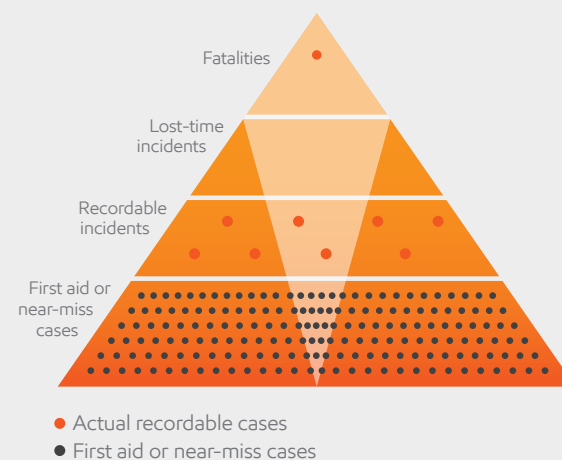 Fatalities
Lost-time
incidents
Recordable
incidents
First aid or
near-miss
cases
Actual recordable cases
First aid or near-miss cases